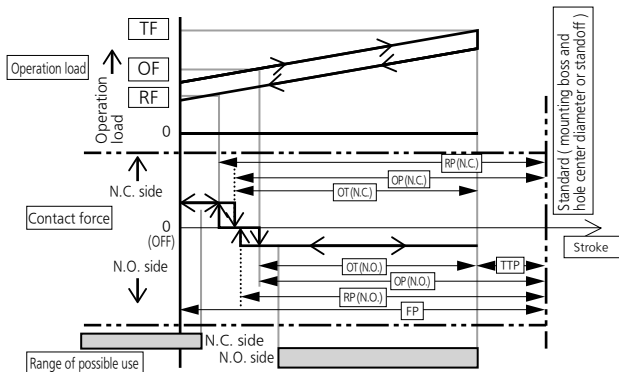 TF
OF
RF
0
Operation load
Operation
load
Standard ( mounting boss and
hole center diameter or standoff)
RP (N.C.)
OP (N.C.)
OT (N.C.)
N.C. side
Contact force
0
(OFF)
N.O. side
Stroke
OT (N.O.)
TTP
OP (N.O.)
RP (N.O.)
FP
N.C. side
N.O. side
Range of possible use